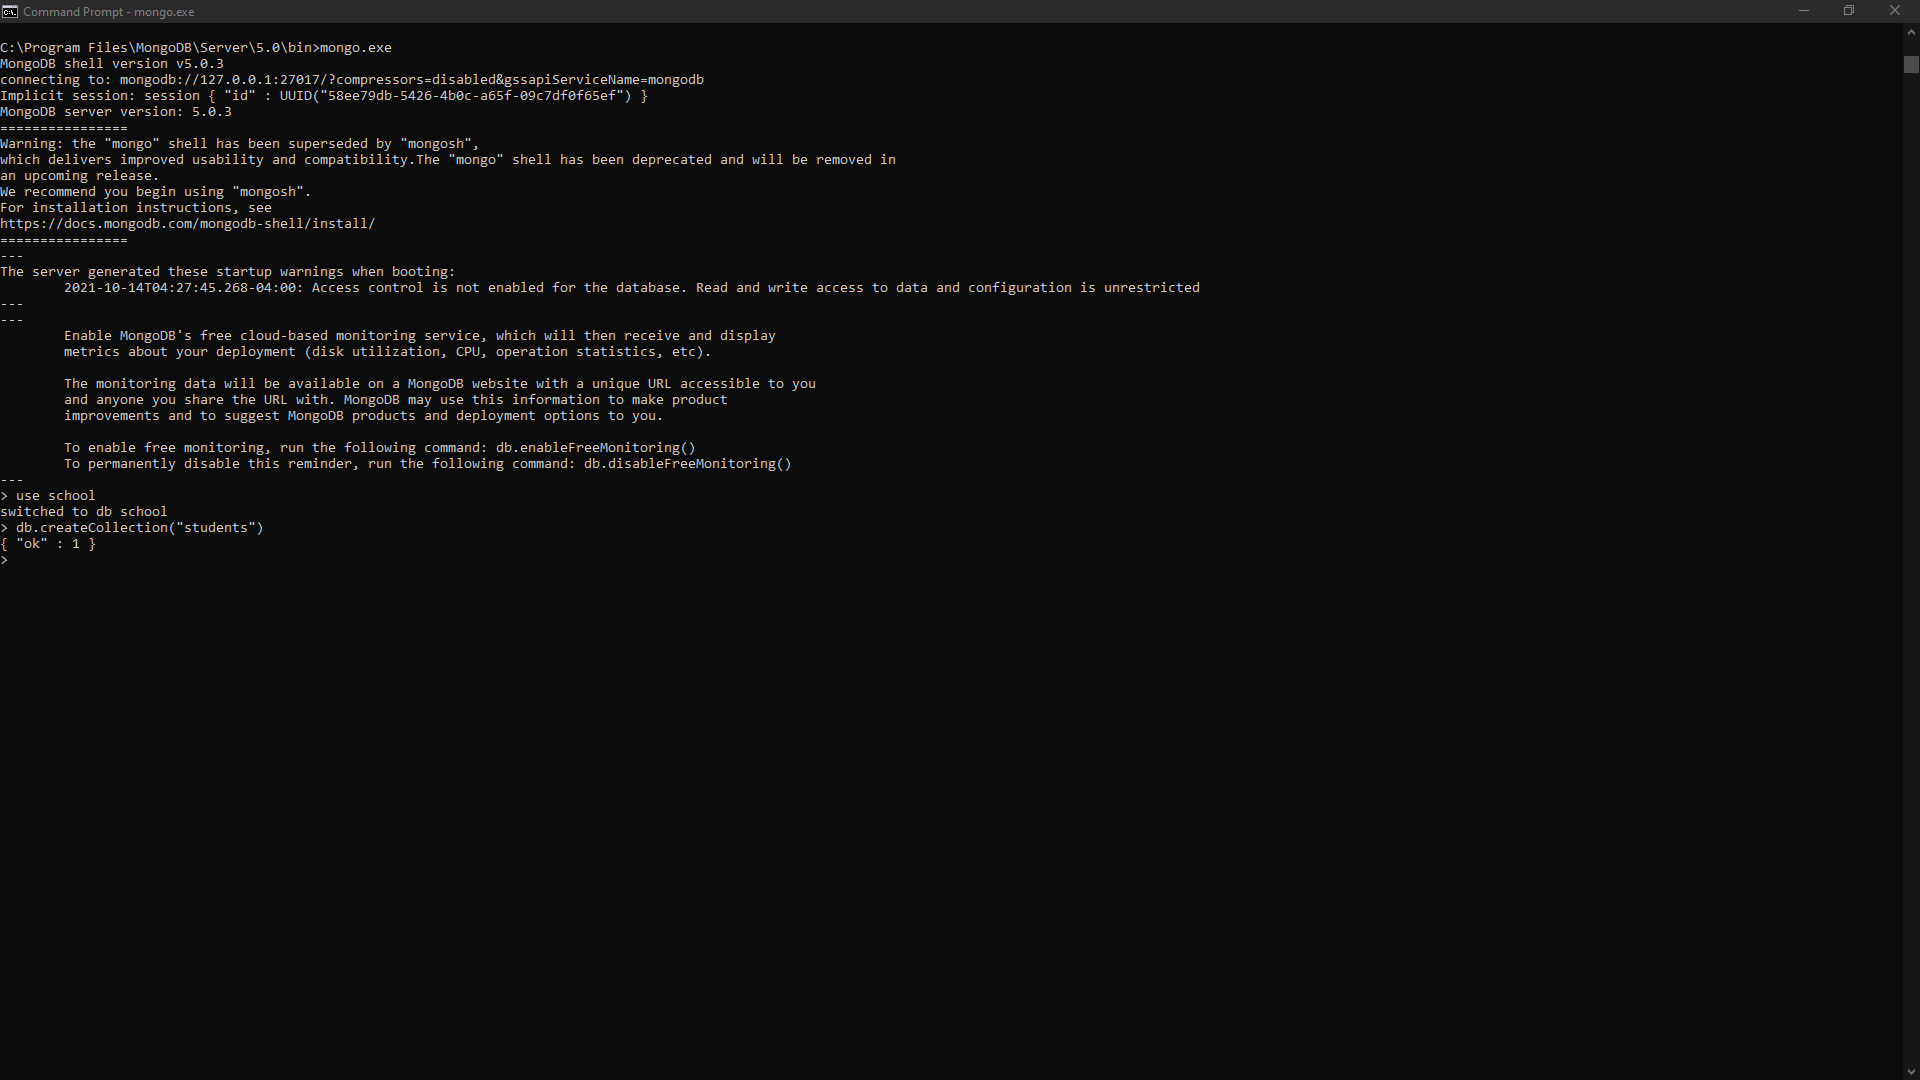 Command Prompt - mongo.exe
C:\Program Files\MongoDB\Server\5.0\bin>mongo.exe
MongoDB shell version v5.0.3
connecting to: mongodb://127.0.0.1:27017/?compressors=disabled&gssapiServiceName=mongodb
Implicit session: session { "id" : UUID("58ee79db-5426-4b0c-a65f-09c7df0f65ef") }
MongoDB server version: 5.0.3
================
Warning: the "mongo" shell has been superseded by "mongosh",
which delivers improved usability and compatibility.The "mongo" shell has been deprecated and will be removed in
an upcoming release.
We recommend you begin using "mongosh".
For installation instructions, see
https://docs.mongodb.com/mongodb-shell/install/
================
---
The server generated these startup warnings when booting:
        2021-10-14T04:27:45.268-04:00: Access control is not enabled for the database. Read and write access to data and configuration is unrestricted
---
---
        Enable MongoDB's free cloud-based monitoring service, which will then receive and display
        metrics about your deployment (disk utilization, CPU, operation statistics, etc).

        The monitoring data will be available on a MongoDB website with a unique URL accessible to you
        and anyone you share the URL with. MongoDB may use this information to make product
        improvements and to suggest MongoDB products and deployment options to you.

        To enable free monitoring, run the following command: db.enableFreeMonitoring()
        To permanently disable this reminder, run the following command: db.disableFreeMonitoring()
---
> use school
switched to db school
> db.createCollection("students")
{ "ok" : 1 }
>